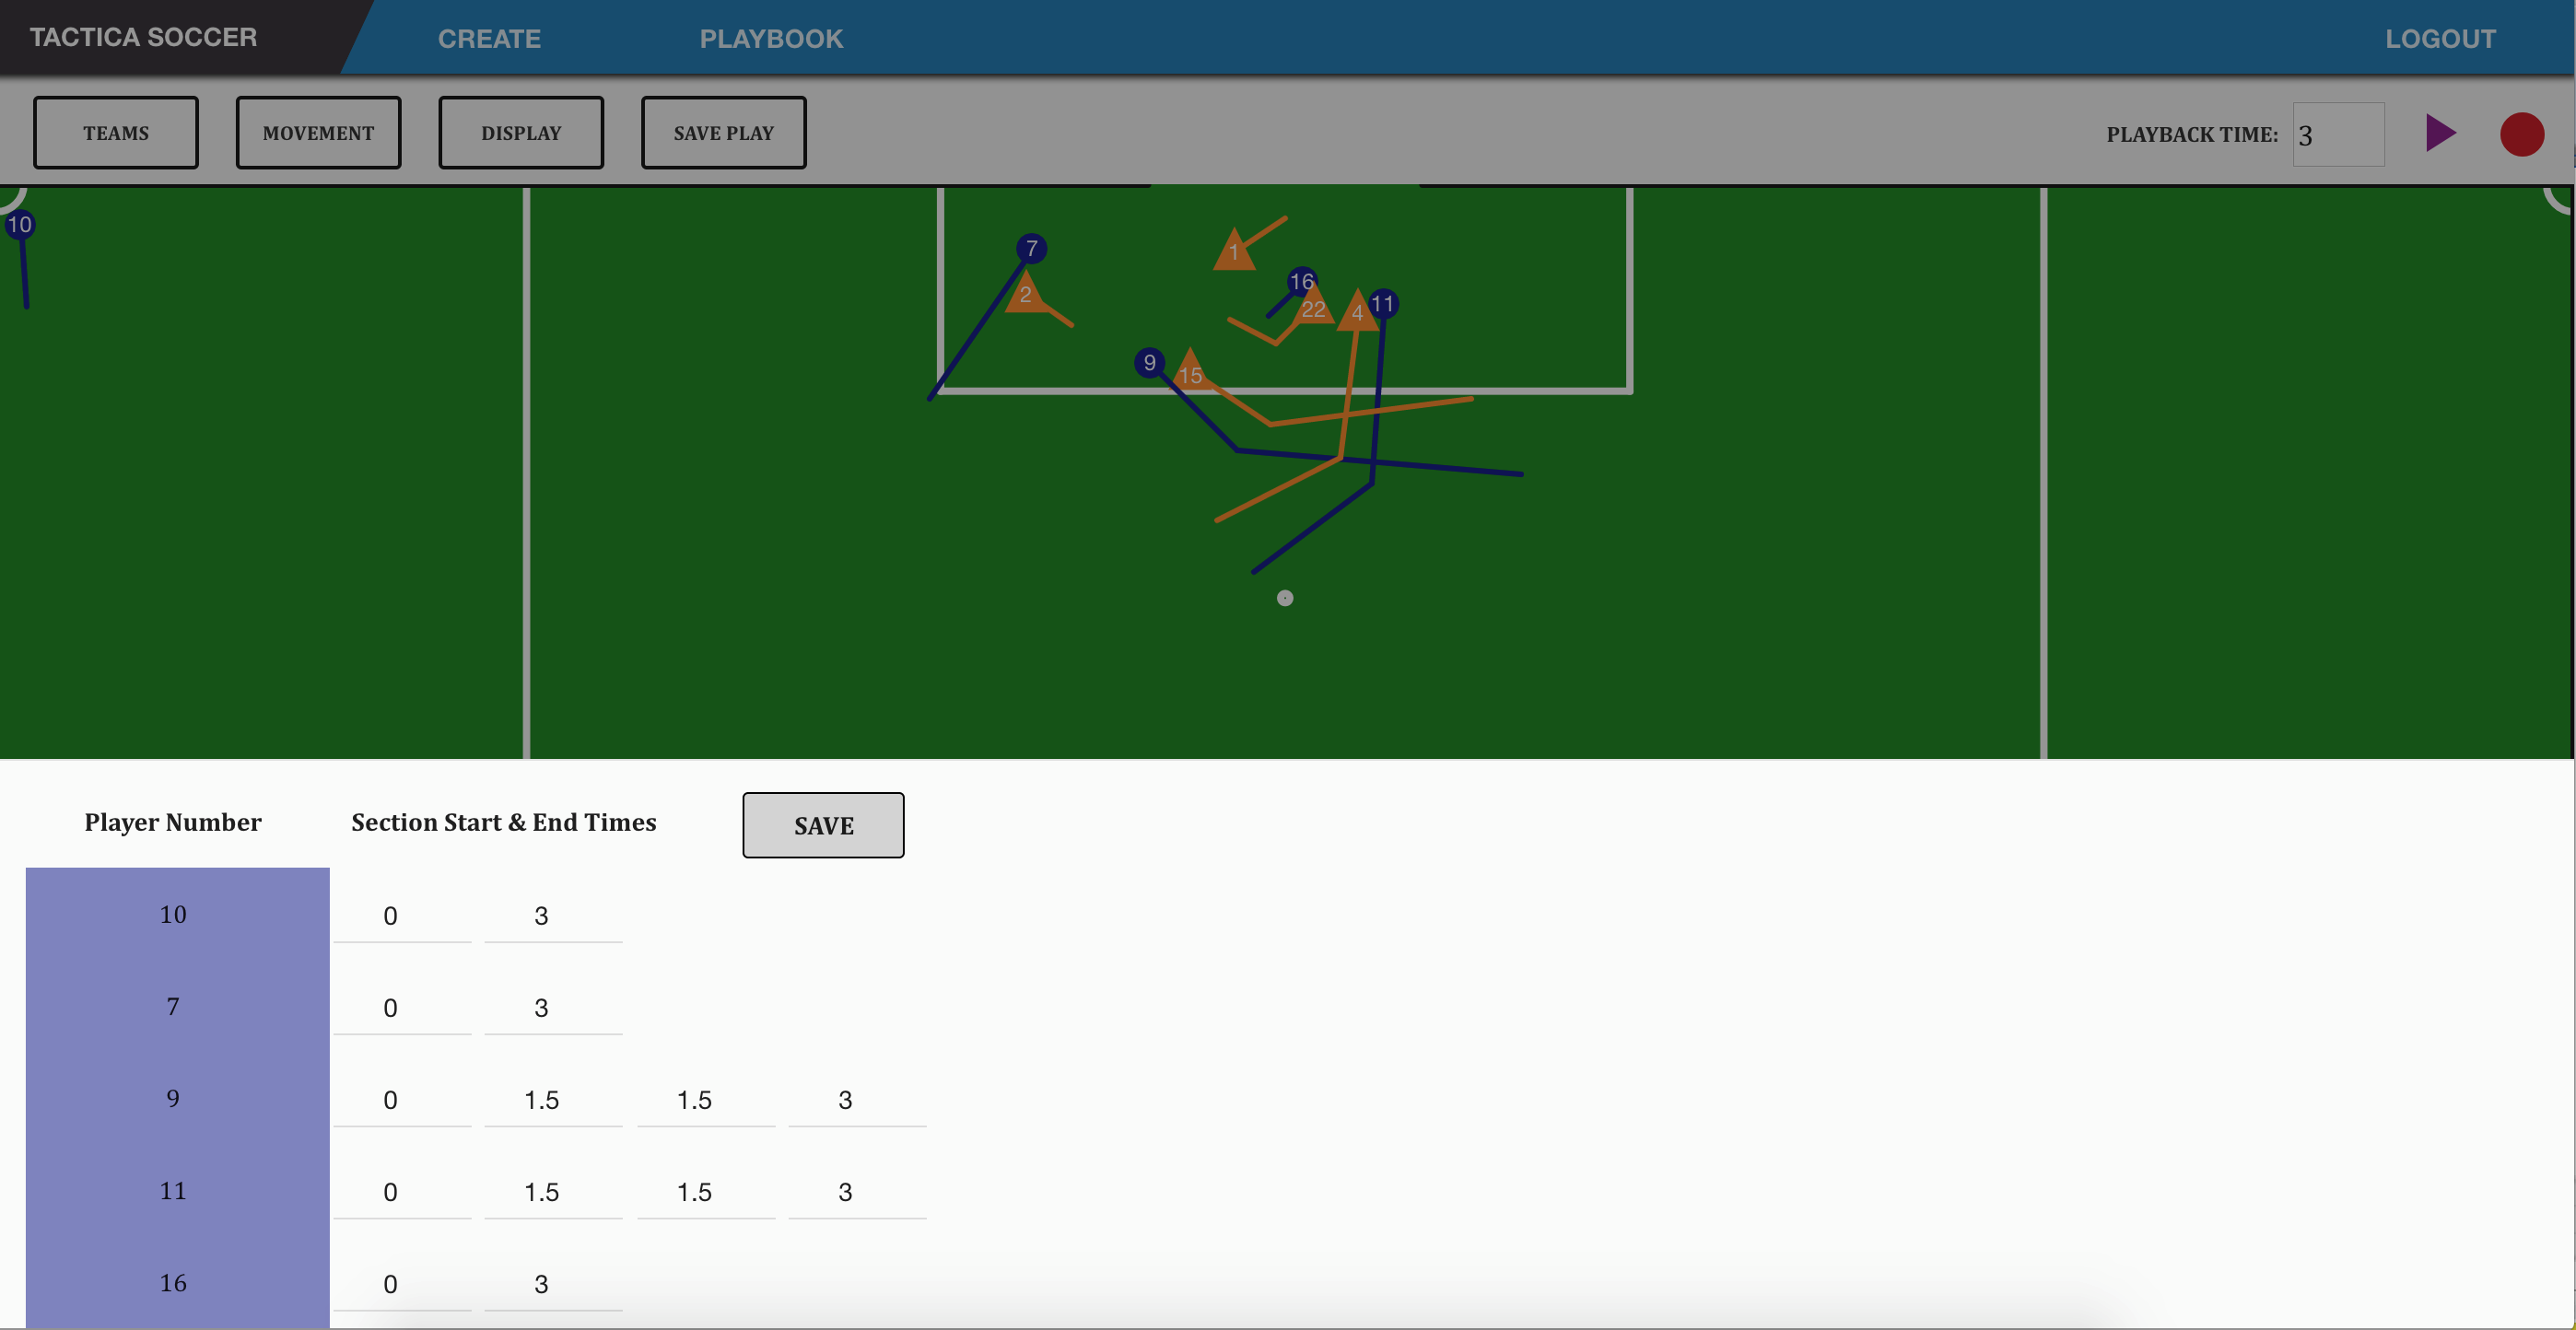 TACTICA SOCCER CREATE PLAYBOOK LOGOUT
TEAMS MOVEMENT DISPLAY SAVE PLAY PLAYBACK TIME: 3
10
7
1
2
16
22
4
11
9
15
Player Number Section Start & End Times SAVE
10 0 3
7 0 3
9 0 1.5 1.5 3
11 0 1.5 1.5 3
16 0 3